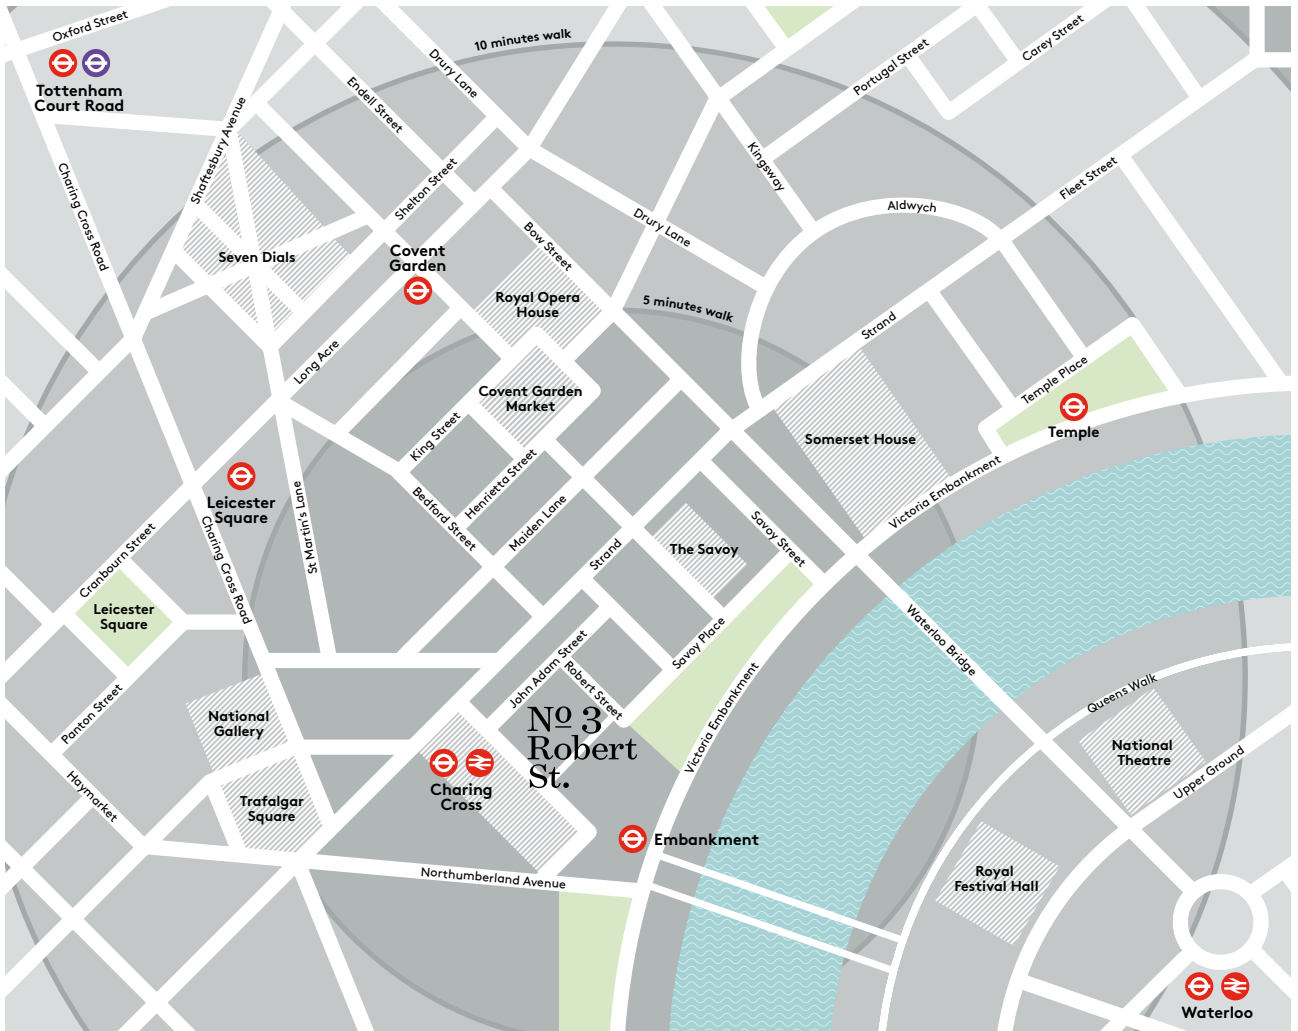 Oxford Street
10 minutes walk
Tottenham
Court Road
Drury Lane
Endell Street
Portugal Street
Carey Street
Shaftesbury Avenue
Shelton Street
Kingsway
Fleet Street
Charing Cross Road
Aldwych
Drury Lane
Bow Street
Seven Dials
Covent
Garden
Royal Opera
House
5 minutes walk
Strand
Long Acre
Temple Place
Covent Garden
Market
King Street
Somerset House
Temple
Henrietta Street
Victoria Embankment
Leicester
Square
St Martin's Lane
Bedford Street
Maiden Lane
Savoy Street
Charing Cross Road
Cranbourn Street
Strand
The Savoy
Leicester
Square
Waterloo Bridge
Savoy Place
John Adam Street
Robert Street
Queens Walk
Panton Street
National
Gallery
Nº 3
Robert
St.
Victoria Embankment
National
Theatre
Upper Ground
Haymarket
Charing
Cross
Trafalgar
Square
Embankment
Northumberland Avenue
Royal
Festival Hall
Waterloo